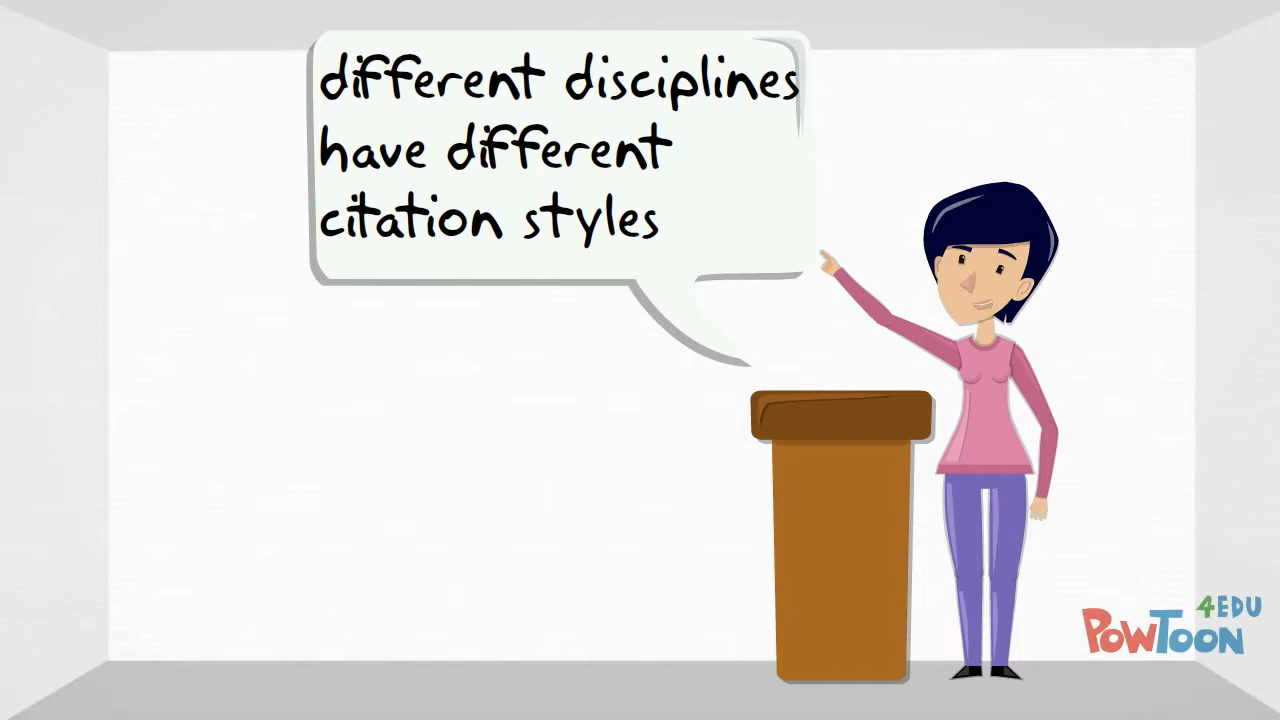 different disciplines
have different
citation styles
4EDU
PowToon